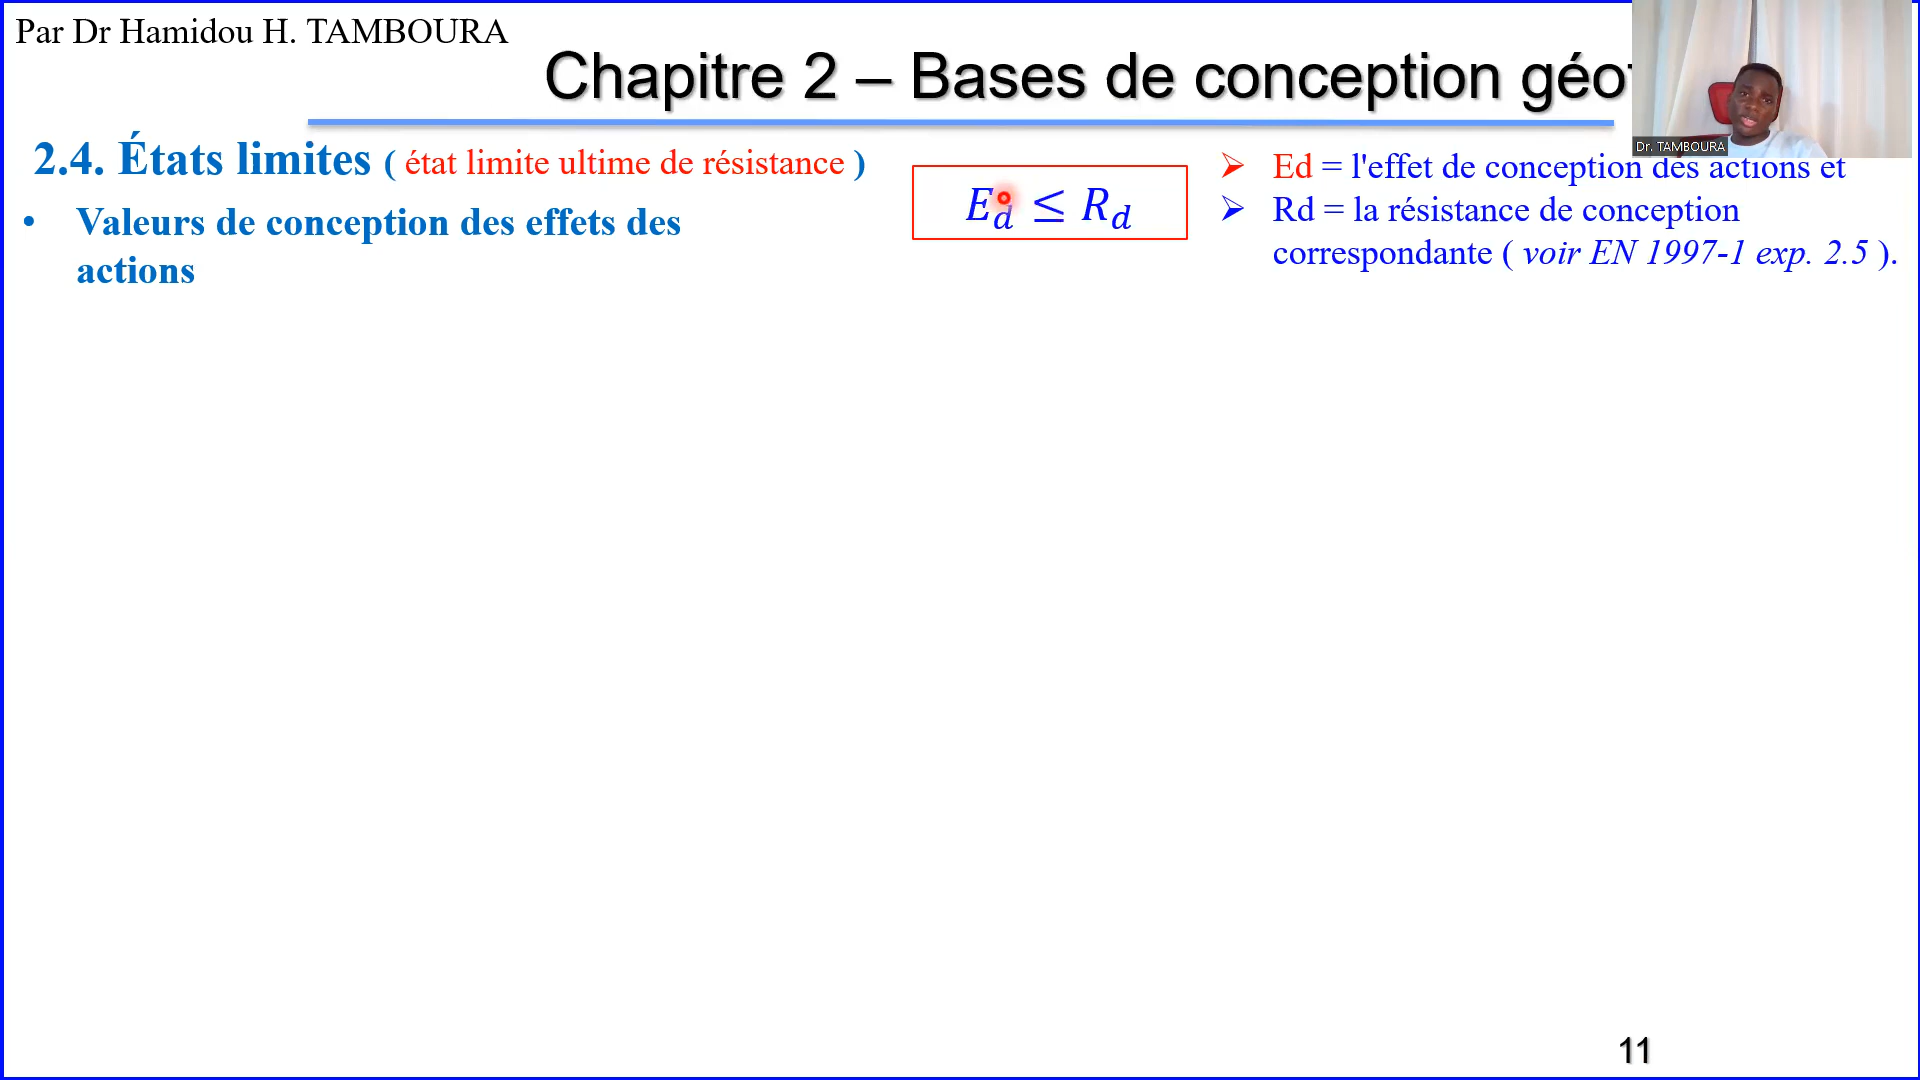 Par Dr Hamidou H. TAMBOURA
Chapitre 2 – Bases de conception géo
Dr. TAMBOURA
2.4. États limites ( état limite ultime de résistance )
• Valeurs de conception des effets des
actions
E_d ≤ R_d
➢ Ed = l'effet de conception des actions et
➢ Rd = la résistance de conception
correspondante ( voir EN 1997-1 exp. 2.5 ).
11